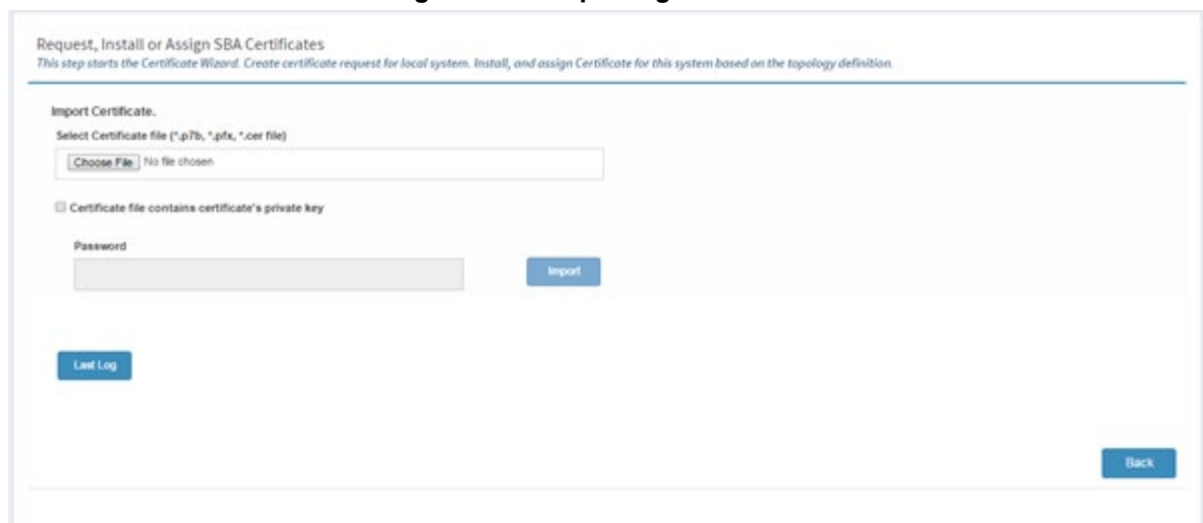 Request, Install or Assign SBA Certificates
This step starts the Certificate Wizard. Create certificate request for local system. Install, and assign Certificate for this system based on the topology definition.
Import Certificate.
Select Certificate file (*.p7b, *.pfx, *.cer file)
Choose File No file chosen
Certificate file contains certificate's private key
Password
Import
Last Log
Back